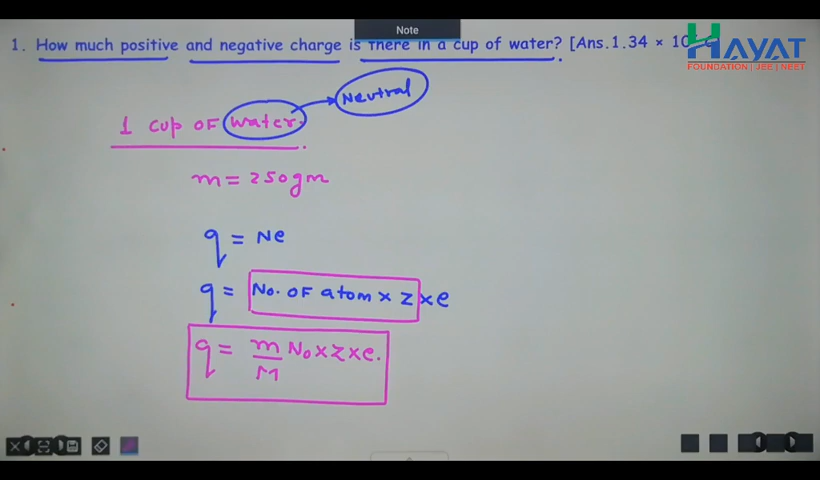 Note
1. How much positive and negative charge is there in a cup of water? [Ans.1.34 × 10
HAYAT
FOUNDATION | JEE | NEET
Neutral
1 cup OF water.
m = 250gm
q = Ne
q = No. OF atom × Z × e
q = m/M N₀ × Z × e.